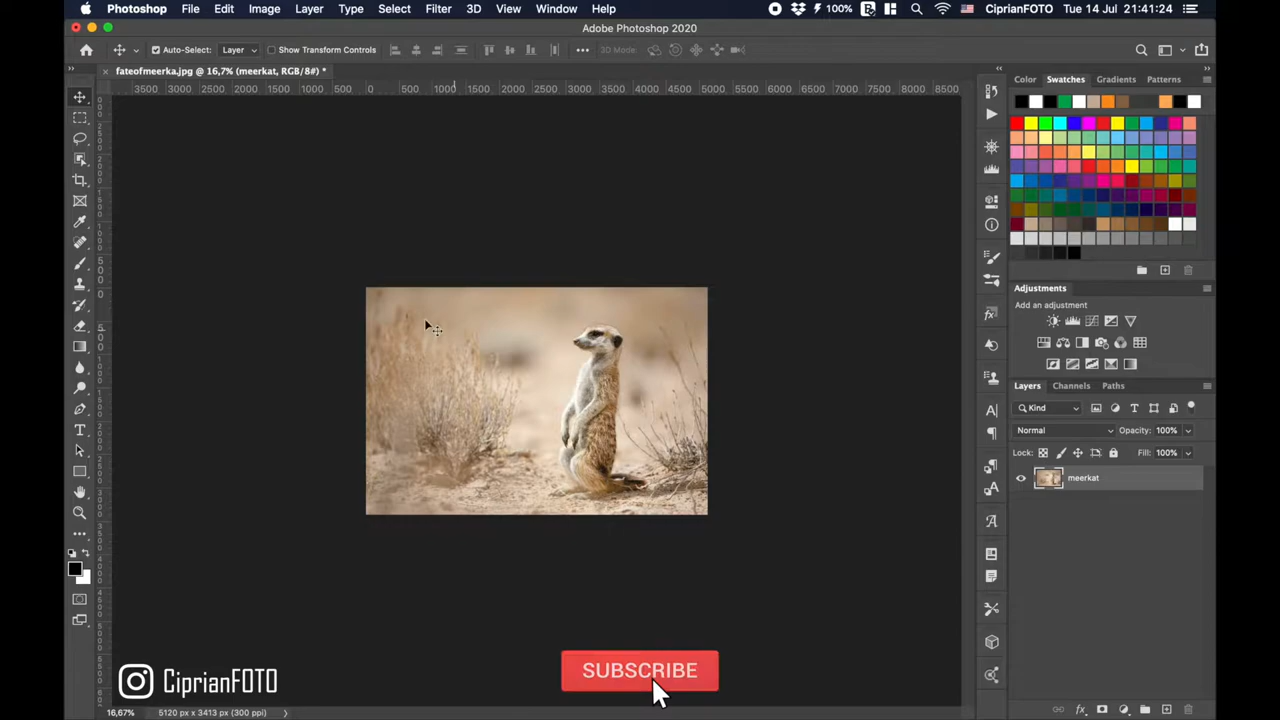 Photoshop File Edit Image Layer Type Select Filter 3D View Window Help 100% CiprianFOTO Tue 14 Jul 21:41:24
Adobe Photoshop 2020
Auto-Select: Layer Show Transform Controls 3D Mode:
fateofmeerka.jpg @ 16,7% (meerkat, RGB/8#) *
3500 3000 2500 2000 1500 1000 500 0 500 1000 1500 2000 2500 3000 3500 4000 4500 5000 5500 6000 6500 7000 7500 8000 8500
Color Swatches Gradients Patterns
Adjustments
Add an adjustment
Layers Channels Paths
Kind
Normal Opacity: 100%
Lock: Fill: 100%
meerkat
SUBSCRIBE
CiprianFOTO
16,67% 5120 px x 3413 px (300 ppi)